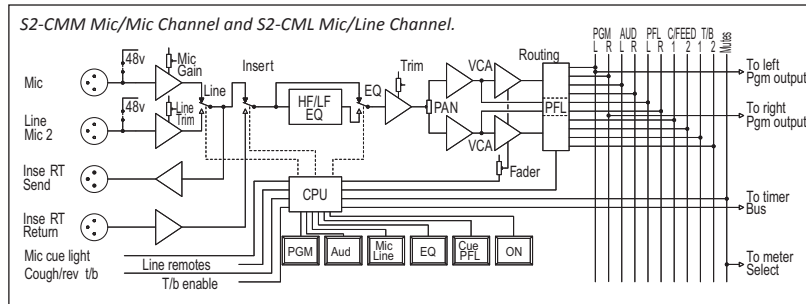 S2-CMM Mic/Mic Channel and S2-CML Mic/Line Channel.
PGM AUD PFL C/FEED T/B
L R L R L R 1 2 1 2 Mutes
Mic
48v
Mic
Gain
Line
Insert
HF/LF
EQ
EQ
Trim
PAN
VCA
VCA
Routing
PFL
Fader
To left
Pgm output
To right
Pgm output
Line
Mic 2
48v
Line
Trim
Inse RT
Send
Inse RT
Return
CPU
To timer
Bus
PGM
Aud
Mic
Line
EQ
Cue
PFL
ON
Mic cue light
Line remotes
Cough/rev t/b
T/b enable
To meter
Select